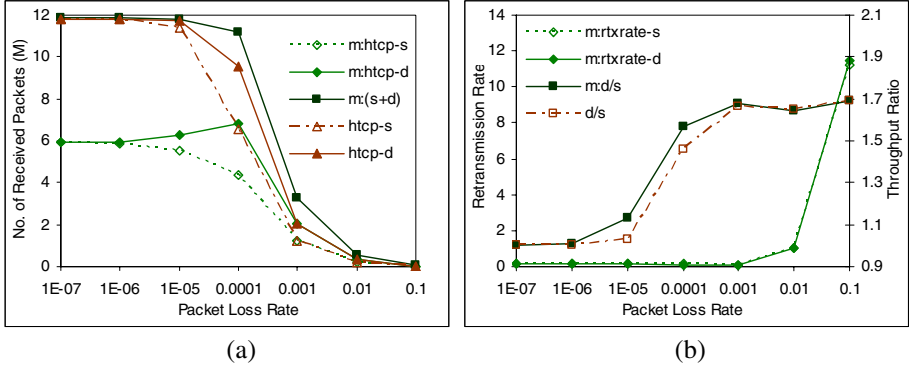 No. of Received Packets (M)
12
10
8
6
4
2
0
1E-07 1E-06 1E-05 0.0001 0.001 0.01 0.1
Packet Loss Rate
m:htcp-s
m:htcp-d
m:(s+d)
htcp-s
htcp-d
(a)
Retransmission Rate
14
12
10
8
6
4
2
0
1E-07 1E-06 1E-05 0.0001 0.001 0.01 0.1
Packet Loss Rate
m:rtxrate-s
m:rtxrate-d
m:d/s
d/s
2.1
1.9
1.7
1.5
1.3
1.1
0.9
Throughput Ratio
(b)